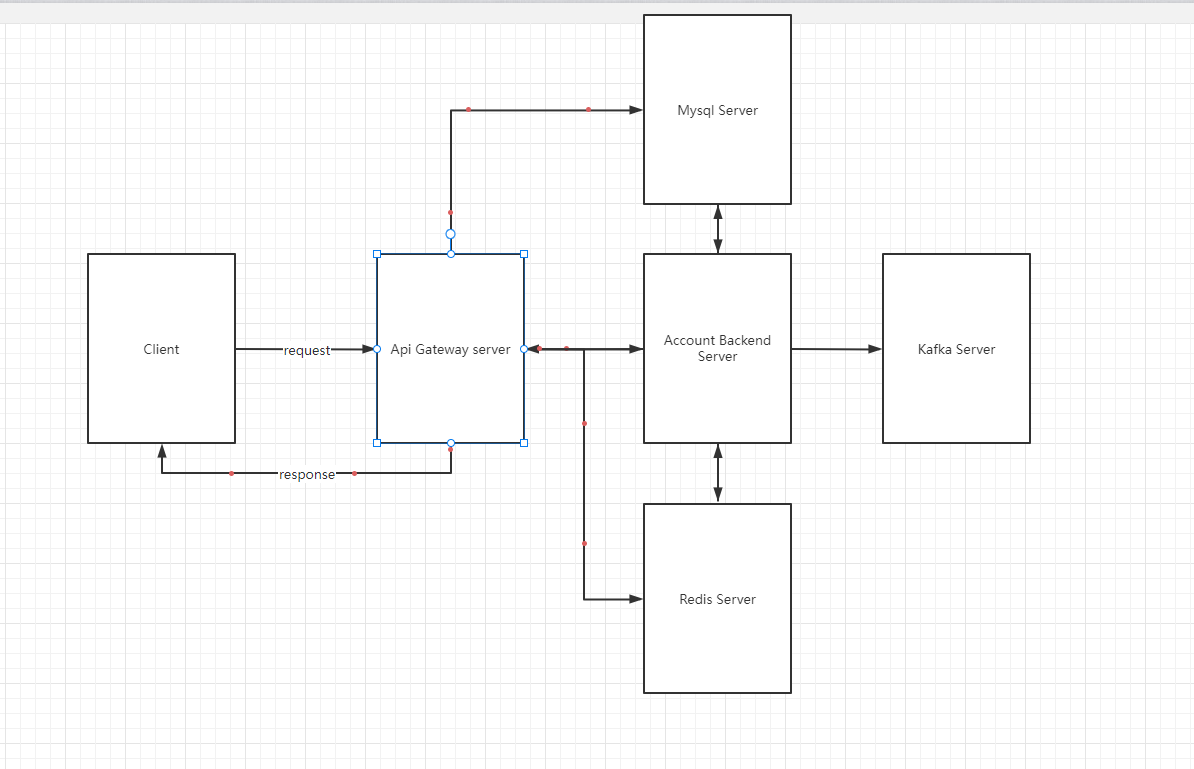 Mysql Server
Client
request
Api Gateway server
Account Backend
Server
Kafka Server
response
Redis Server